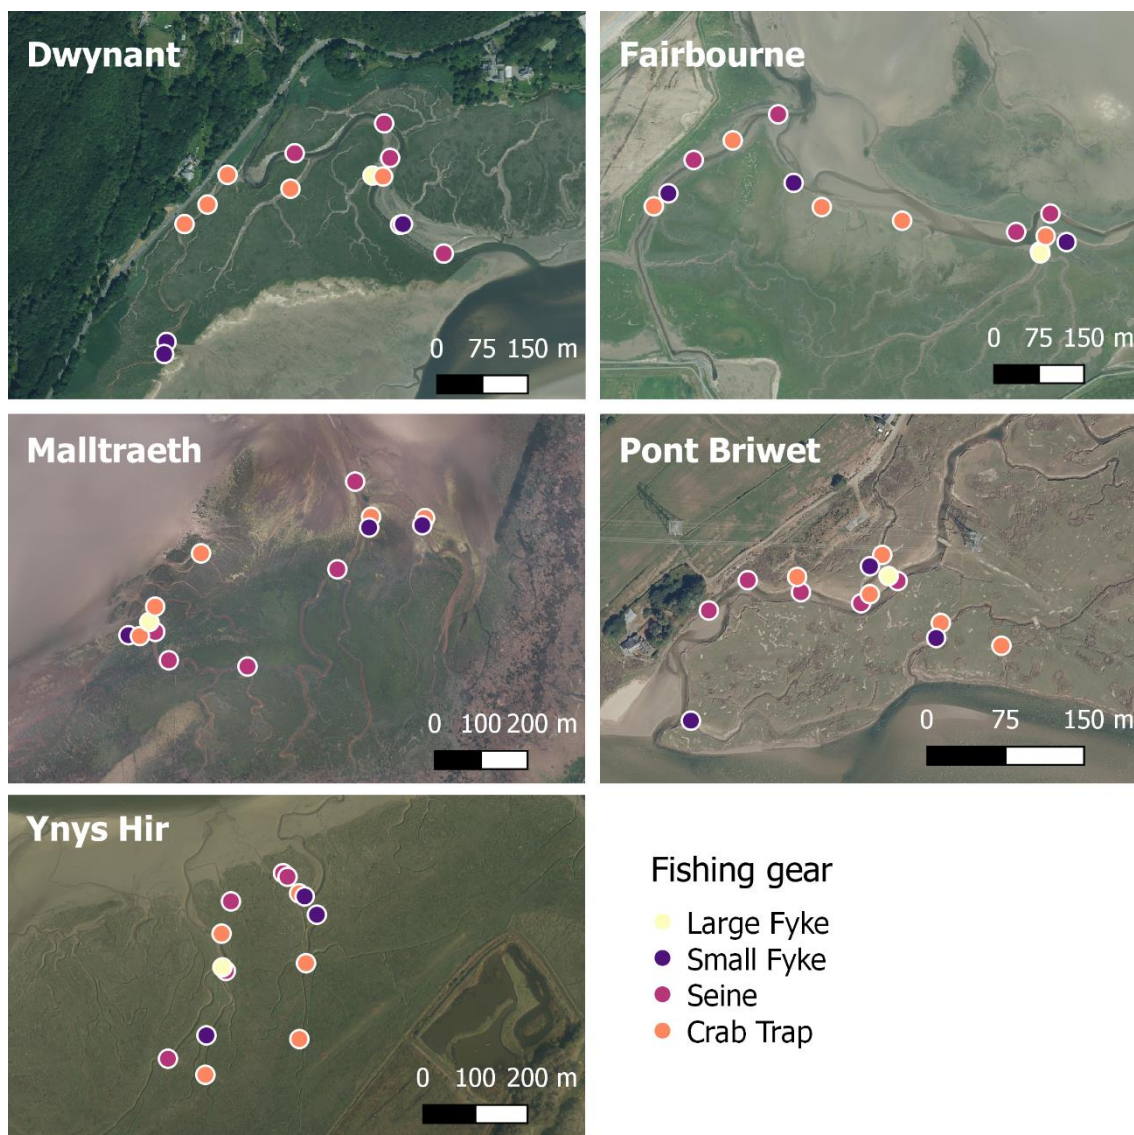 Dwynant
0 75 150 m
Fairbourne
0 75 150 m
Malltraeth
0 100 200 m
Pont Briwet
0 75 150
Ynys Hir
0 100 200 m
Fishing gear
Large Fyke
Small Fyke
Seine
Crab Trap